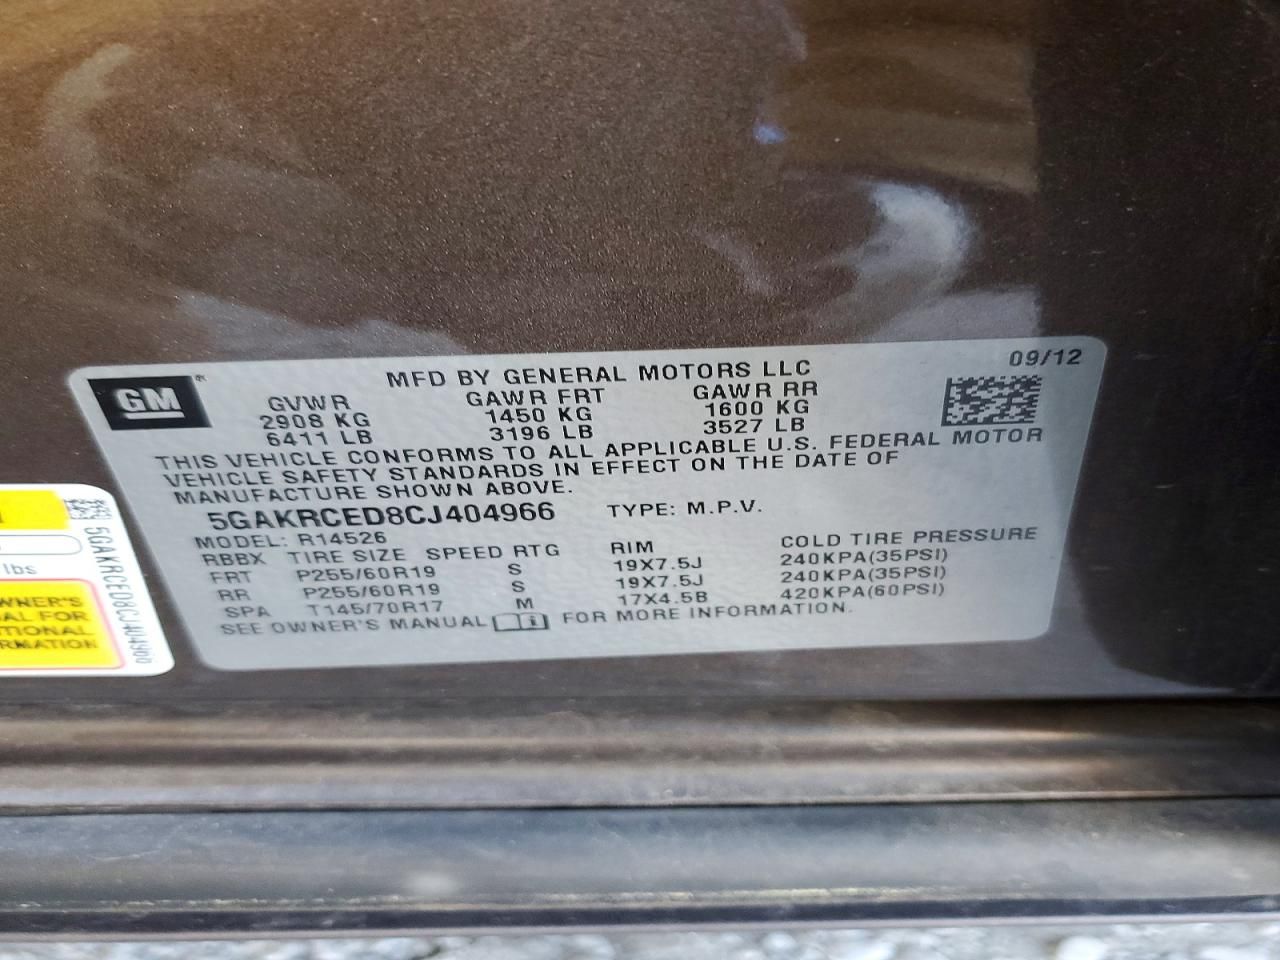 MFD BY GENERAL MOTORS LLC 09/12
GM
GVWR GAWR FRT GAWR RR
2908 KG 1450 KG 1600 KG
6411 LB 3196 LB 3527 LB
THIS VEHICLE CONFORMS TO ALL APPLICABLE U.S. FEDERAL MOTOR
VEHICLE SAFETY STANDARDS IN EFFECT ON THE DATE OF
MANUFACTURE SHOWN ABOVE.
5GAKRCED8CJ404966 TYPE: M.P.V.
MODEL: R14526
RBBX TIRE SIZE SPEED RTG RIM COLD TIRE PRESSURE
FRT P255/60R19 S 19X7.5J 240KPA(35PSI)
RR P255/60R19 S 19X7.5J 240KPA(35PSI)
SPA T145/70R17 M 17X4.5B 420KPA(60PSI)
SEE OWNER'S MANUAL FOR MORE INFORMATION.
lbs